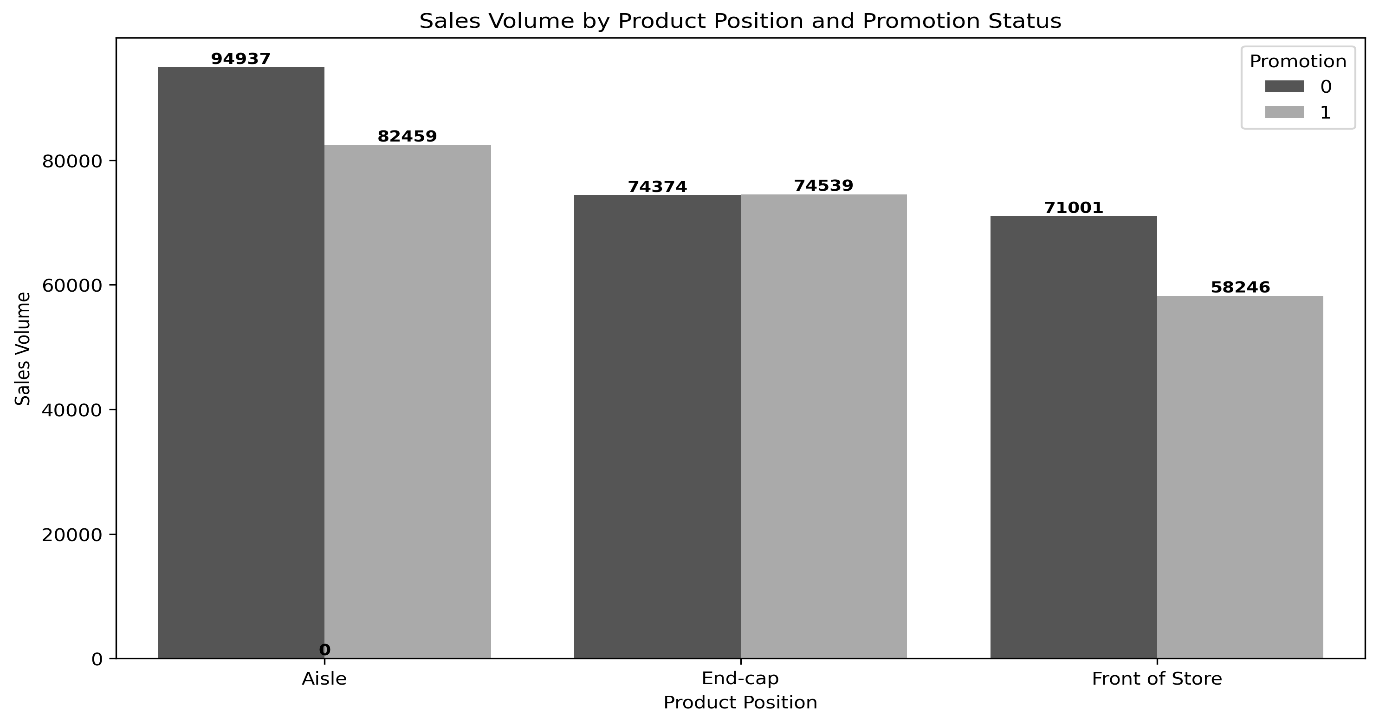 Sales Volume by Product Position and Promotion Status
Promotion
0
1
94937
82459
74374
74539
71001
58246
0
Sales Volume
80000
60000
40000
20000
0
Aisle
End-cap
Front of Store
Product Position